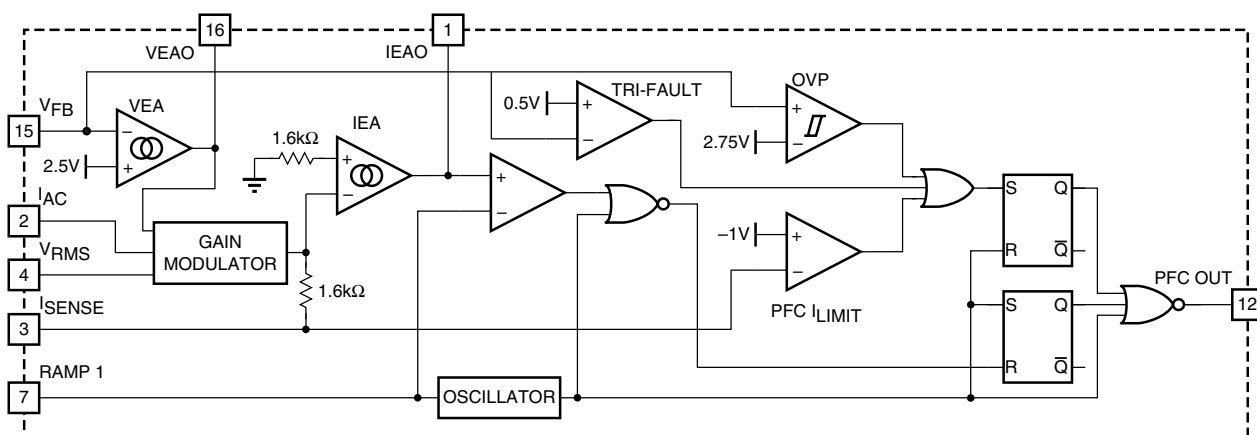 16
1
VEAO
IEAO
VFB
VEA
15
2.5V
0.5V
TRI-FAULT
OVP
2.75V
1.6kΩ
IEA
IAC
2
VRMS
4
GAIN
MODULATOR
1.6kΩ
ISENSE
3
–1V
PFC ILIMIT
S
Q
R
Q
S
Q
R
Q
PFC OUT
12
RAMP 1
7
OSCILLATOR
+
−
+
−
+
−
+
−
+
−
+
−